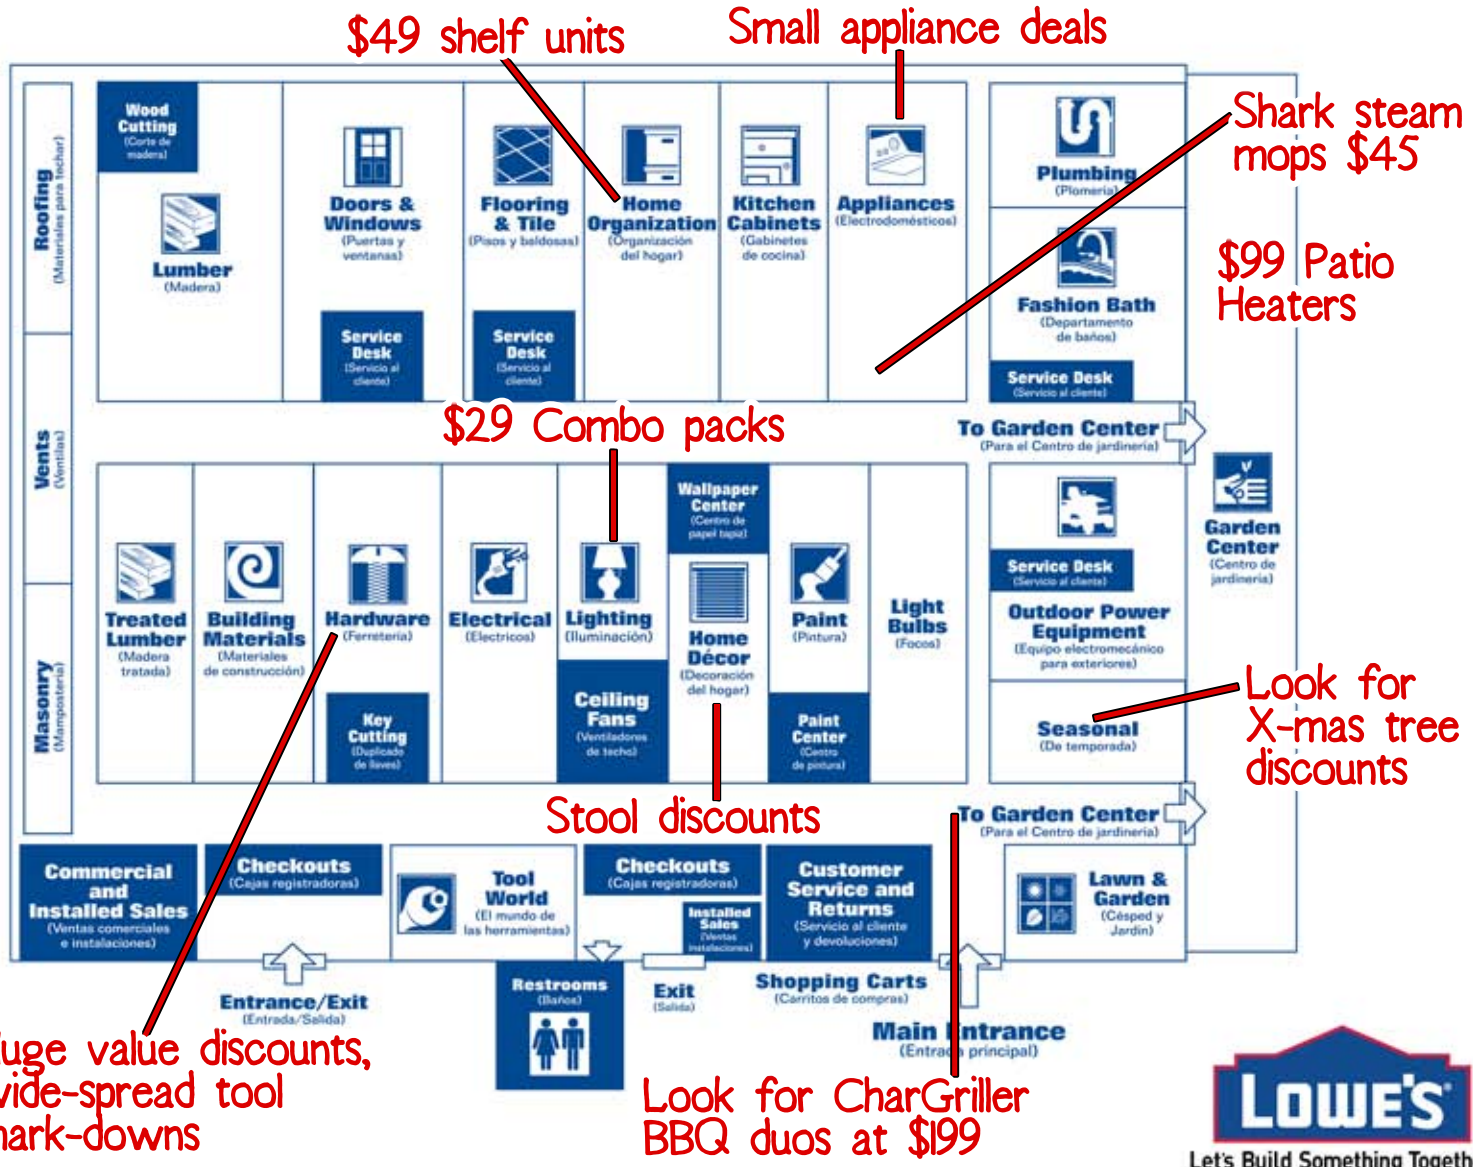 $49 shelf units
Small appliance deals
Shark steam
mops $45
$99 Patio
Heaters
Roofing
(Materiales para techar)
Vents
(Ventilas)
Masonry
(Mampostería)
Wood
Cutting
(Corte de
madera)
Lumber
(Madera)
Doors &
Windows
(Puertas y
ventanas)
Service
Desk
(Servicio al
cliente)
Flooring
& Tile
(Pisos y baldosas)
Service
Desk
(Servicio al
cliente)
Home
Organization
(Organización
del hogar)
Kitchen
Cabinets
(Gabinetes
de cocina)
Appliances
(Electrodomésticos)
Plumbing
(Plomería)
Fashion Bath
(Departamento
de baños)
Service Desk
(Servicio al cliente)
To Garden Center
(Para el Centro de jardinería)
$29 Combo packs
Treated
Lumber
(Madera
tratada)
Building
Materials
(Materiales
de construcción)
Hardware
(Ferretería)
Key
Cutting
(Duplicado
de llaves)
Electrical
(Electricos)
Lighting
(Iluminación)
Ceiling
Fans
(Ventiladores
de techo)
Wallpaper
Center
(Centro de
papel tapiz)
Home
Décor
(Decoración
del hogar)
Paint
(Pintura)
Paint
Center
(Centro
de pintura)
Light
Bulbs
(Focos)
Service Desk
(Servicio al cliente)
Outdoor Power
Equipment
(Equipo electromecánico
para exteriores)
Seasonal
(De temporada)
Garden
Center
(Centro de
jardinería)
Look for
X-mas tree
discounts
Stool discounts
To Garden Center
(Para el Centro de jardinería)
Commercial
and
Installed Sales
(Ventas comerciales
e instalaciones)
Checkouts
(Cajas registradoras)
Tool
World
(El mundo de
las herramientas)
Checkouts
(Cajas registradoras)
Installed
Sales
(Ventas
instalaciones)
Customer
Service and
Returns
(Servicio al cliente
y devoluciones)
Lawn &
Garden
(Césped y
Jardín)
Entrance/Exit
(Entrada/Salida)
Restrooms
(Baños)
Exit
(Salida)
Shopping Carts
(Carritos de compras)
Main Entrance
(Entrada principal)
uge value discounts,
wide-spread tool
mark-downs
Look for CharGriller
BBQ duos at $199
LOWE'S
Let's Build Something Togeth